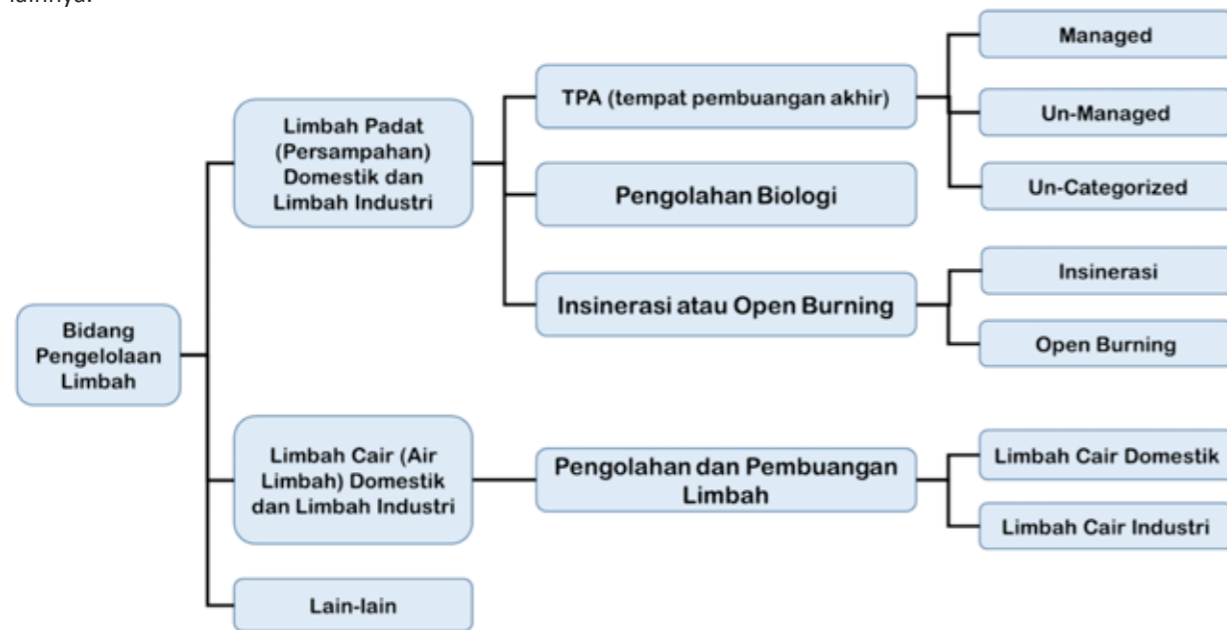 lainnya.
Managed
TPA (tempat pembuangan akhir)
Un-Managed
Un-Categorized
Limbah Padat
(Persampahan)
Domestik dan
Limbah Industri
Pengolahan Biologi
Insinerasi atau Open Burning
Insinerasi
Open Burning
Bidang
Pengelolaan
Limbah
Limbah Cair (Air
Limbah) Domestik
dan Limbah Industri
Pengolahan dan Pembuangan
Limbah
Limbah Cair Domestik
Limbah Cair Industri
Lain-lain